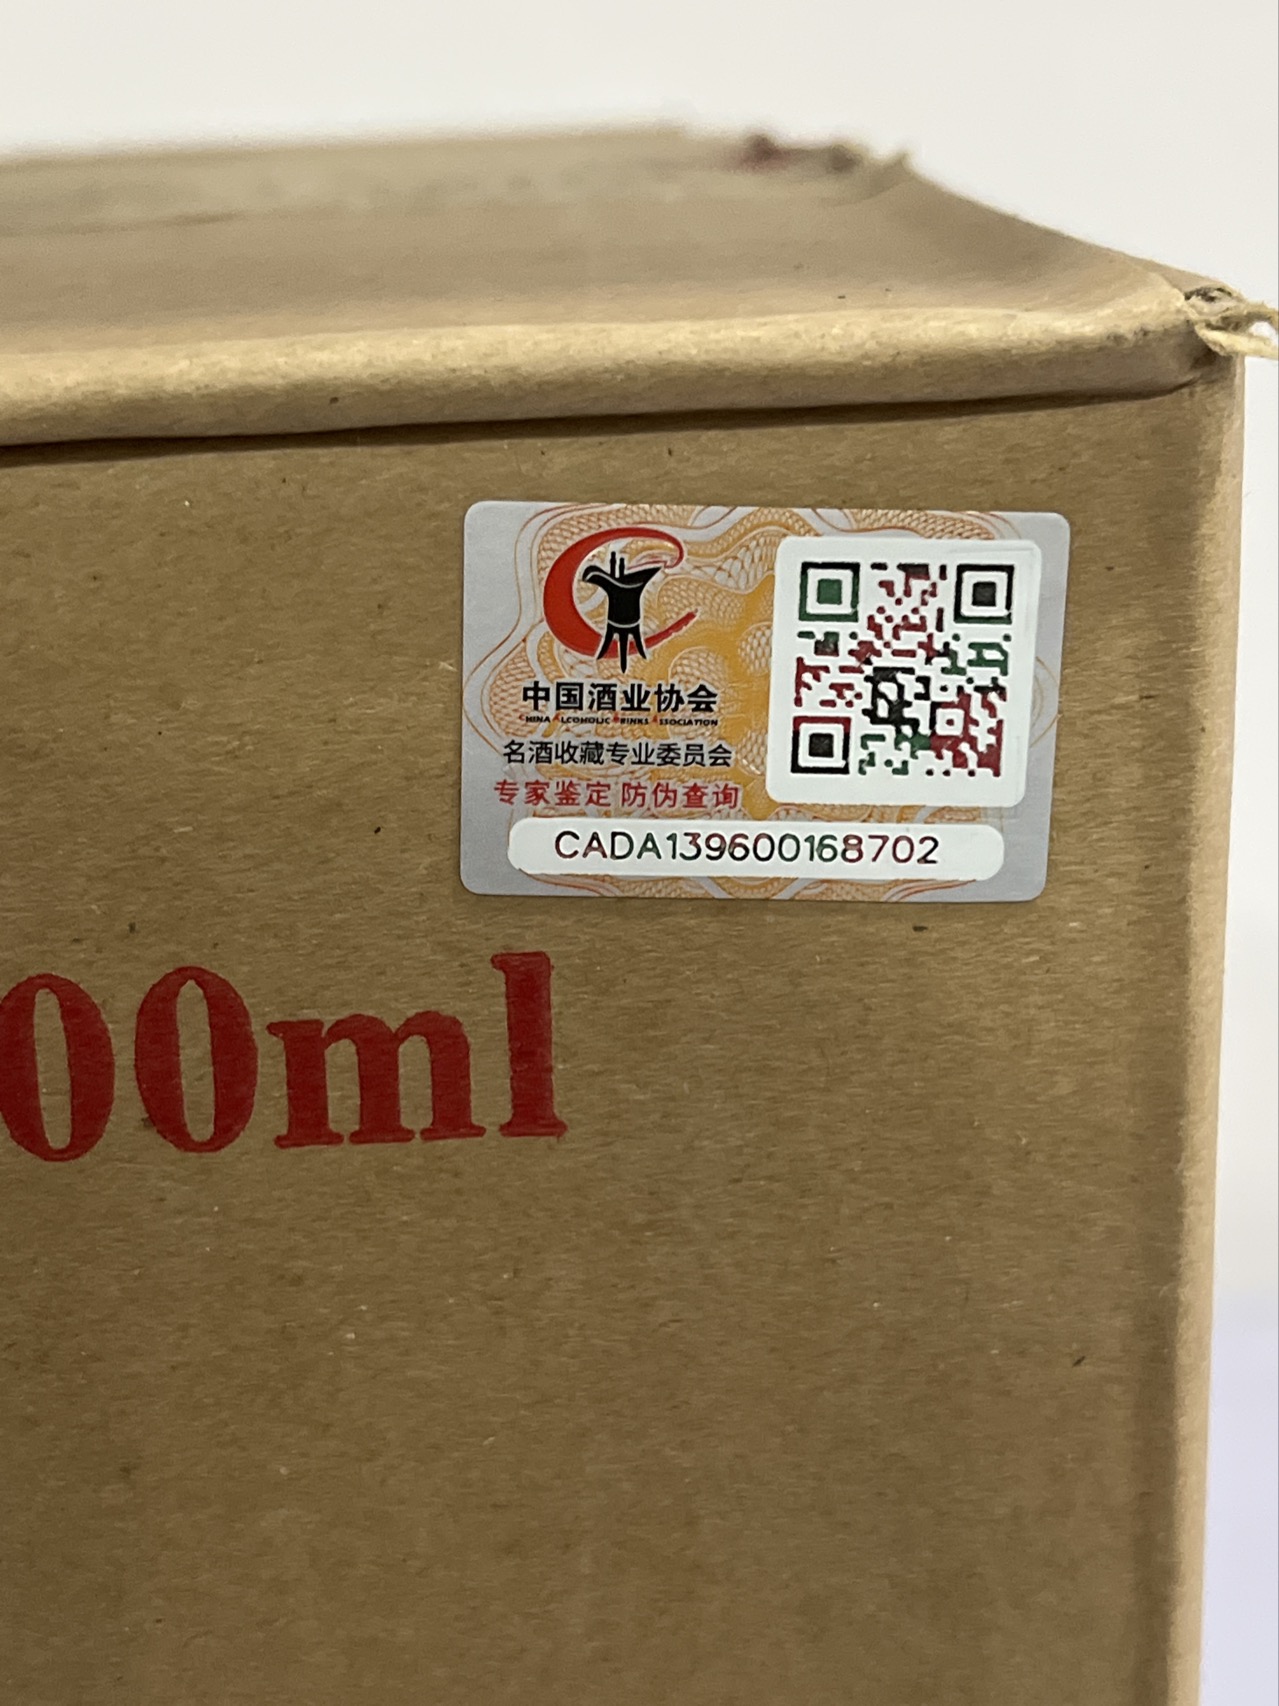 中国酒业协会
CHINA ALCOHOLIC DRINKS ASSOCIATION
名酒收藏专业委员会
专家鉴定 防伪查询
CADA139600168702
00ml